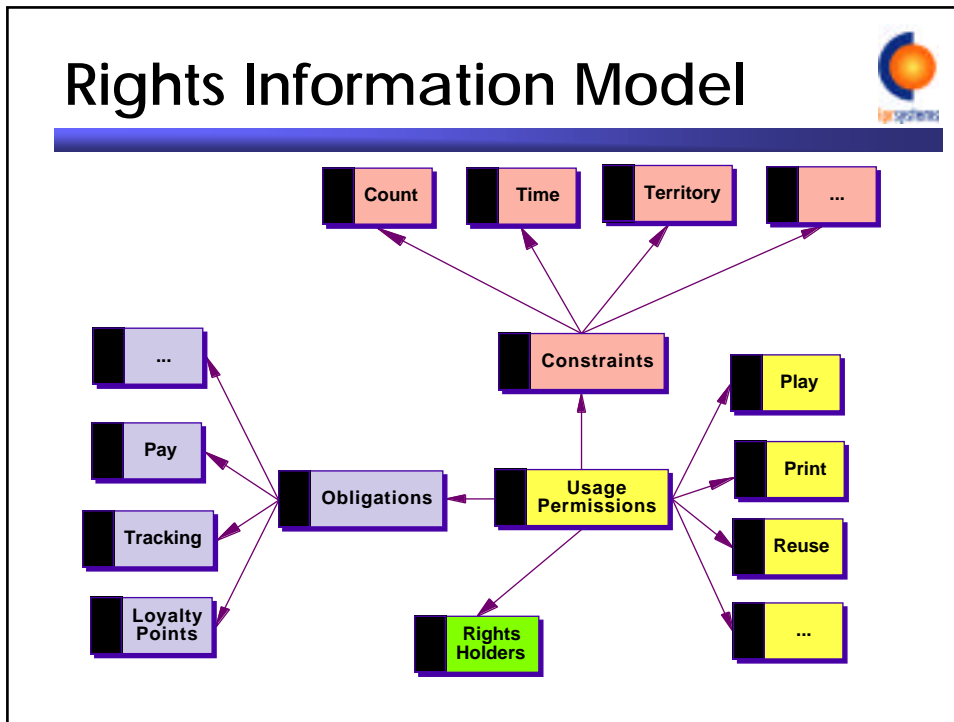 Rights Information Model
iprsystems
Count
Time
Territory
...
...
Constraints
Play
Pay
Print
Obligations
Usage
Permissions
Tracking
Reuse
Loyalty
Points
Rights
Holders
...